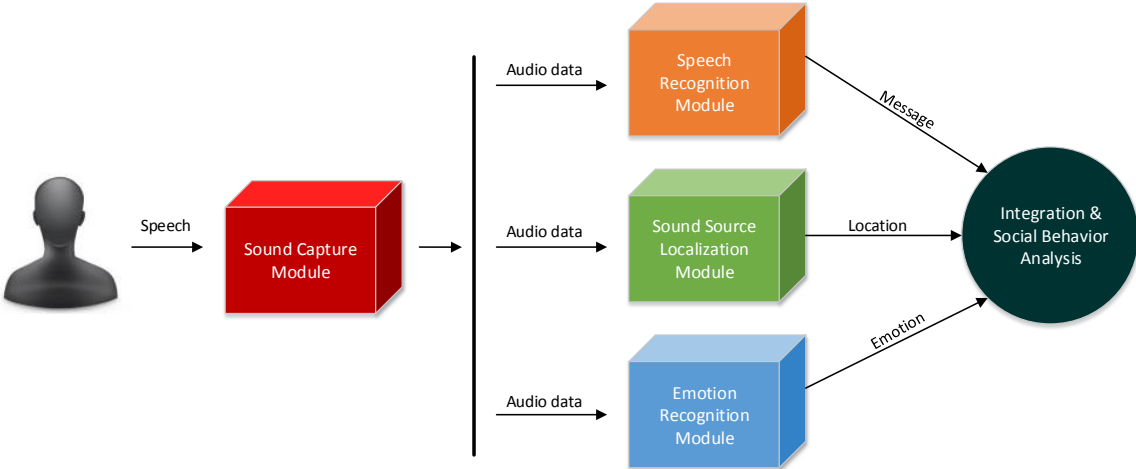 Speech
Sound Capture
Module
Audio data
Audio data
Audio data
Speech
Recognition
Module
Sound Source
Localization
Module
Emotion
Recognition
Module
Message
Location
Emotion
Integration &
Social Behavior
Analysis